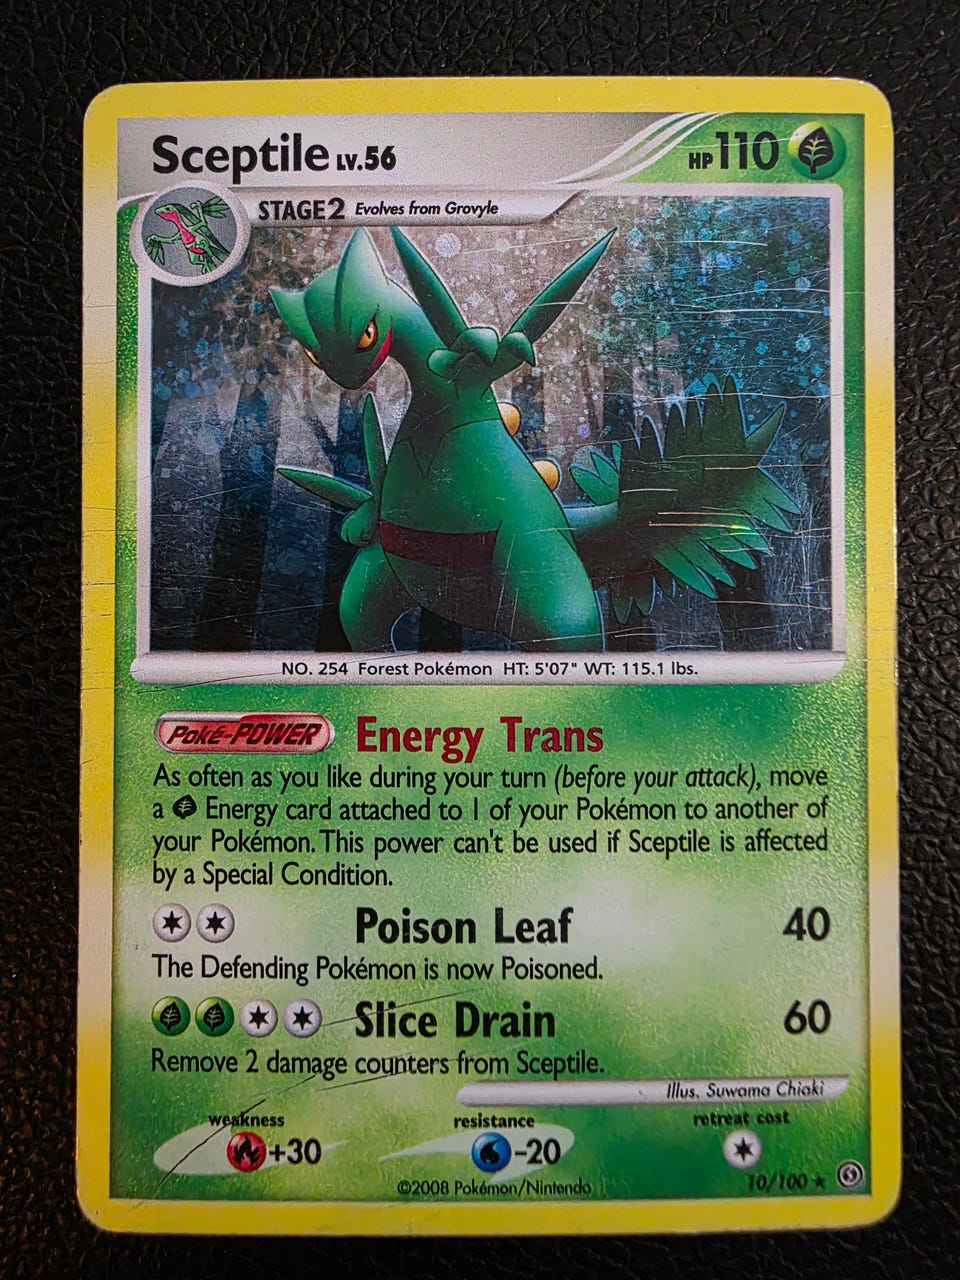 Sceptile LV.56 HP 110
STAGE2 Evolves from Grovyle
NO. 254 Forest Pokémon HT: 5'07" WT: 115.1 lbs.
Poké-POWER Energy Trans
As often as you like during your turn (before your attack), move
a Energy card attached to 1 of your Pokémon to another of
your Pokémon. This power can't be used if Sceptile is affected
by a Special Condition.
Poison Leaf 40
The Defending Pokémon is now Poisoned.
Slice Drain 60
Remove 2 damage counters from Sceptile.
Illus. Suwama Chiaki
weakness resistance retreat cost
+30 -20
©2008 Pokémon/Nintendo 10/100